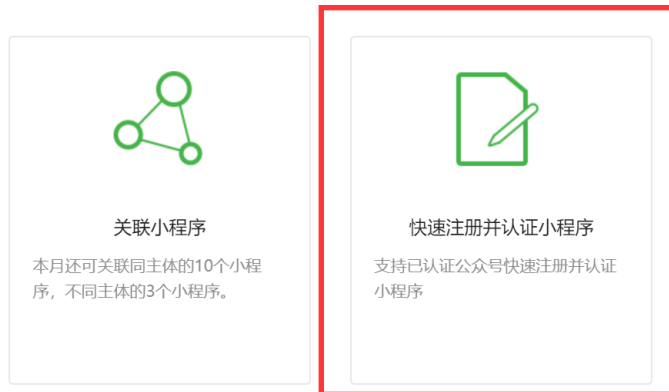 关联小程序
本月还可关联同主体的10个小程
序，不同主体的3个小程序。
快速注册并认证小程序
支持已认证公众号快速注册并认证
小程序